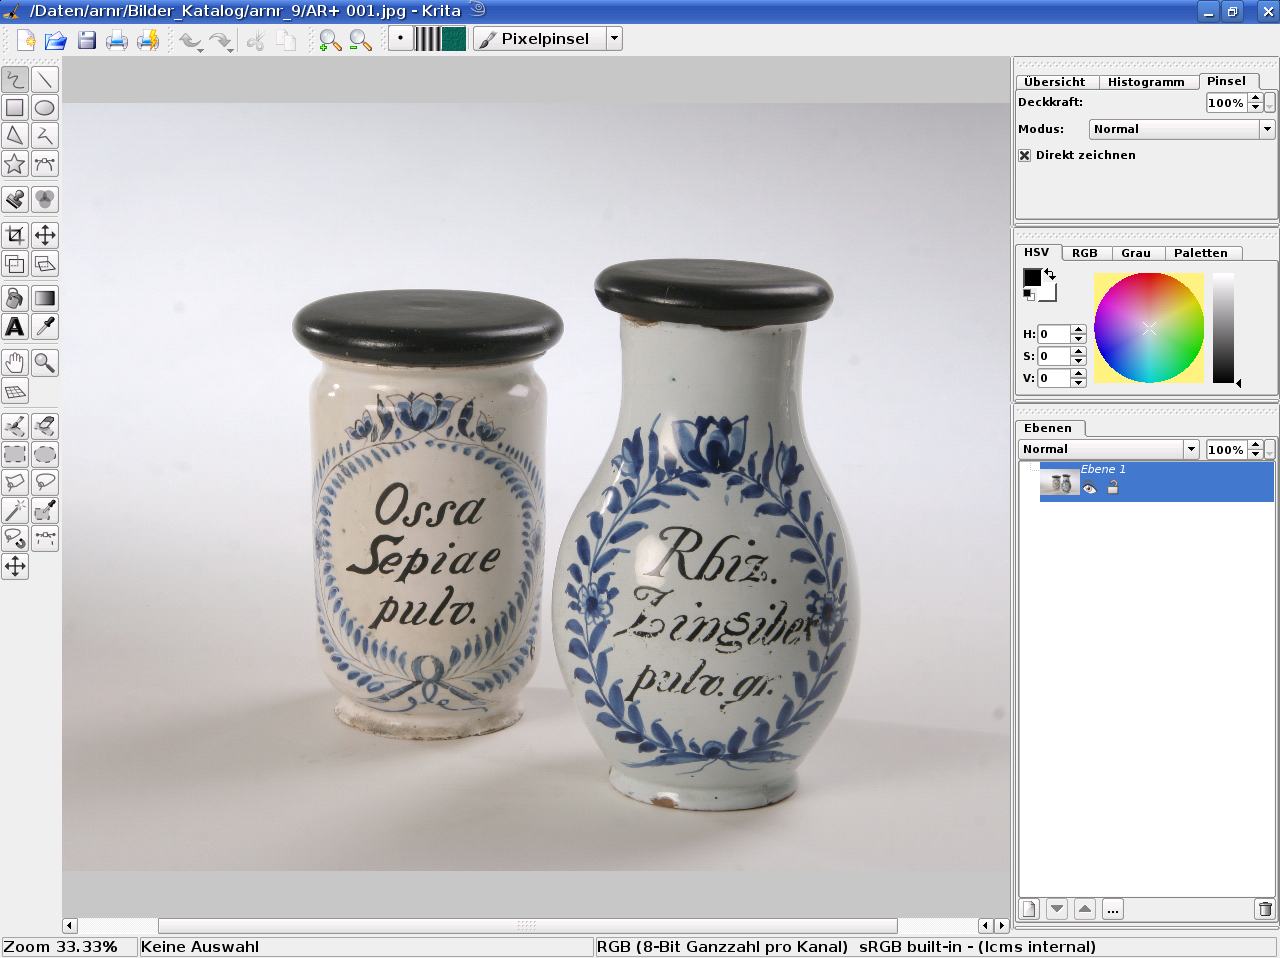 /Daten/arnr/Bilder_Katalog/arnr_9/AR+ 001.jpg - Krita
Pixelpinsel
Übersicht Histogramm Pinsel
Deckkraft: 100%
Modus: Normal
Direkt zeichnen
HSV RGB Grau Paletten
H: 0
S: 0
V: 0
Ebenen
Normal 100%
Ebene 1
Ossa
Sepiae
pulv.
Rhiz.
Zingiber
pulv. gr.
...
Zoom 33.33% Keine Auswahl RGB (8-Bit Ganzzahl pro Kanal) sRGB built-in - (lcms internal)